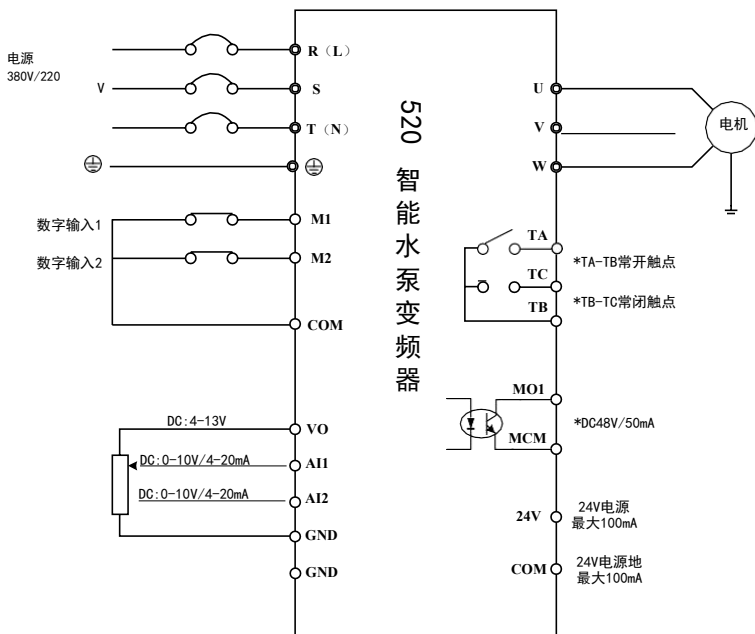 电源
380V/220
V
R（L）
S
T（N）
数字输入1
M1
数字输入2
M2
COM
DC:4-13V
VO
DC:0-10V/4-20mA
AI1
DC:0-10V/4-20mA
AI2
GND
GND
520 智能水泵变频器
U
V
W
电机
TA
*TA-TB常开触点
TC
*TB-TC常闭触点
TB
MO1
*DC48V/50mA
MCM
24V
24V电源
最大100mA
COM
24V电源地
最大100mA